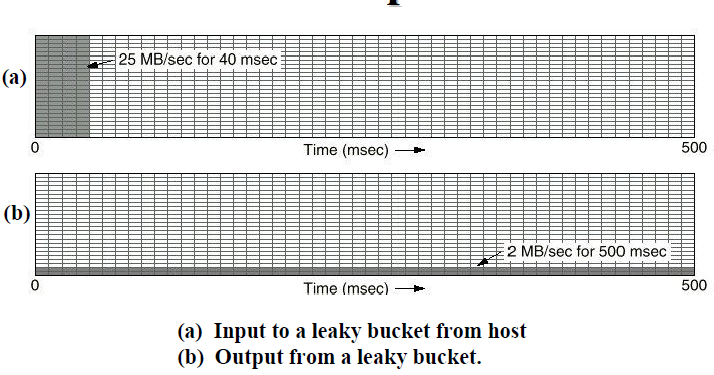 25 MB/sec for 40 msec
(a)
0 Time (msec) 500
2 MB/sec for 500 msec
(b)
0 Time (msec) 500
(a) Input to a leaky bucket from host
(b) Output from a leaky bucket.